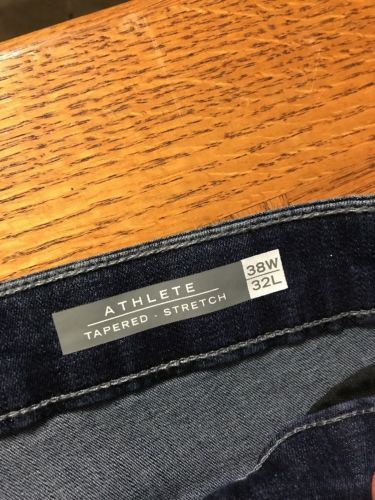 ATHLETE
TAPERED · STRETCH
38W
32L